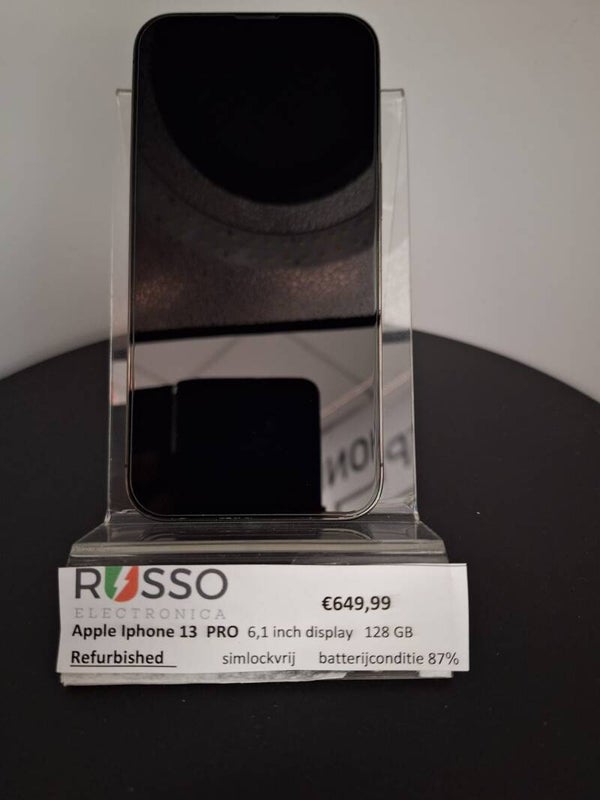 RUSSO
ELECTRONICA
€649,99
Apple Iphone 13 PRO 6,1 inch display 128 GB
Refurbished simlockvrij batterijconditie 87%